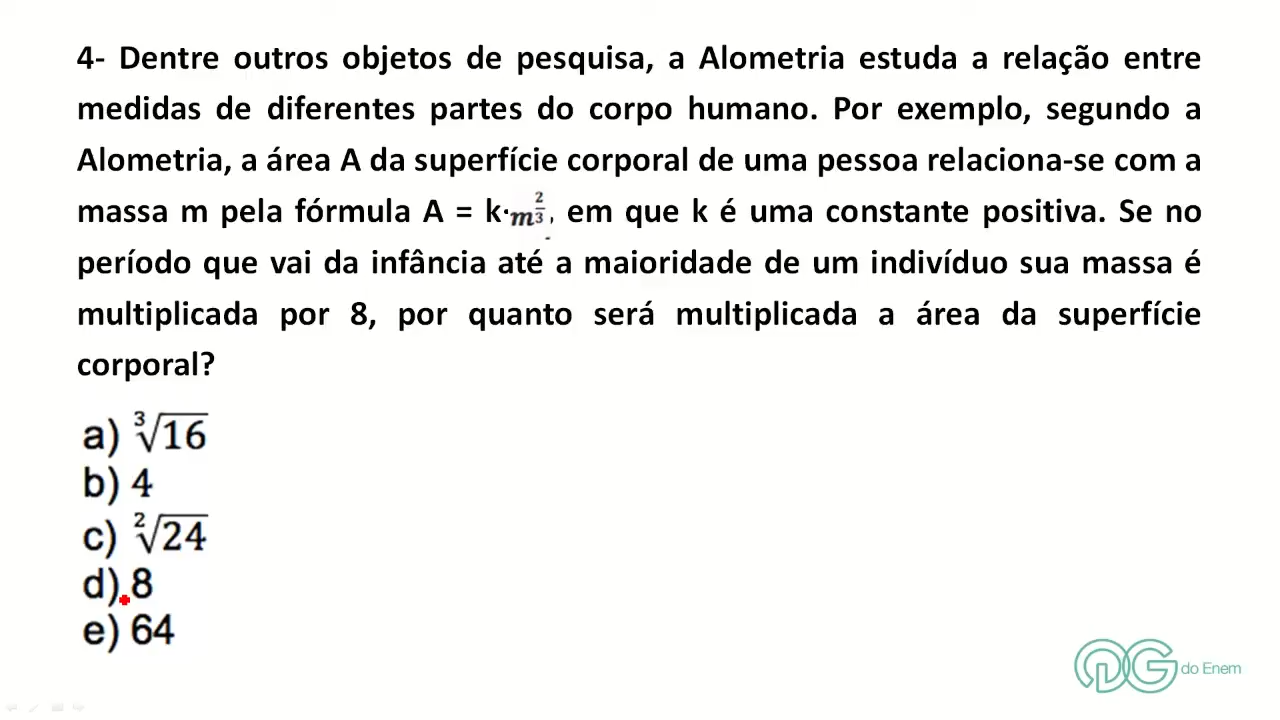 4- Dentre outros objetos de pesquisa, a Alometria estuda a relação entre
medidas de diferentes partes do corpo humano. Por exemplo, segundo a
Alometria, a área A da superfície corporal de uma pessoa relaciona-se com a
massa m pela fórmula A = k·m^(2/3), em que k é uma constante positiva. Se no
período que vai da infância até a maioridade de um indivíduo sua massa é
multiplicada por 8, por quanto será multiplicada a área da superfície
corporal?
a) ∛16
b) 4
c) ²√24
d) 8
e) 64
DG do Enem